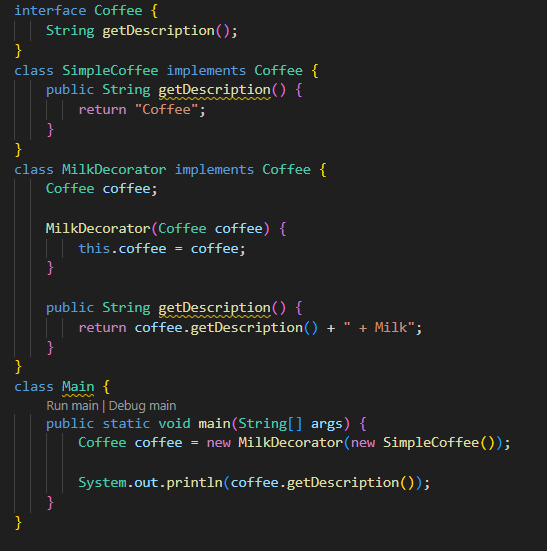 interface Coffee {
    String getDescription();
}
class SimpleCoffee implements Coffee {
    public String getDescription() {
        return "Coffee";
    }
}
class MilkDecorator implements Coffee {
    Coffee coffee;

    MilkDecorator(Coffee coffee) {
        this.coffee = coffee;
    }

    public String getDescription() {
        return coffee.getDescription() + " + Milk";
    }
}
class Main {
    Run main | Debug main
    public static void main(String[] args) {
        Coffee coffee = new MilkDecorator(new SimpleCoffee());

        System.out.println(coffee.getDescription());
    }
}